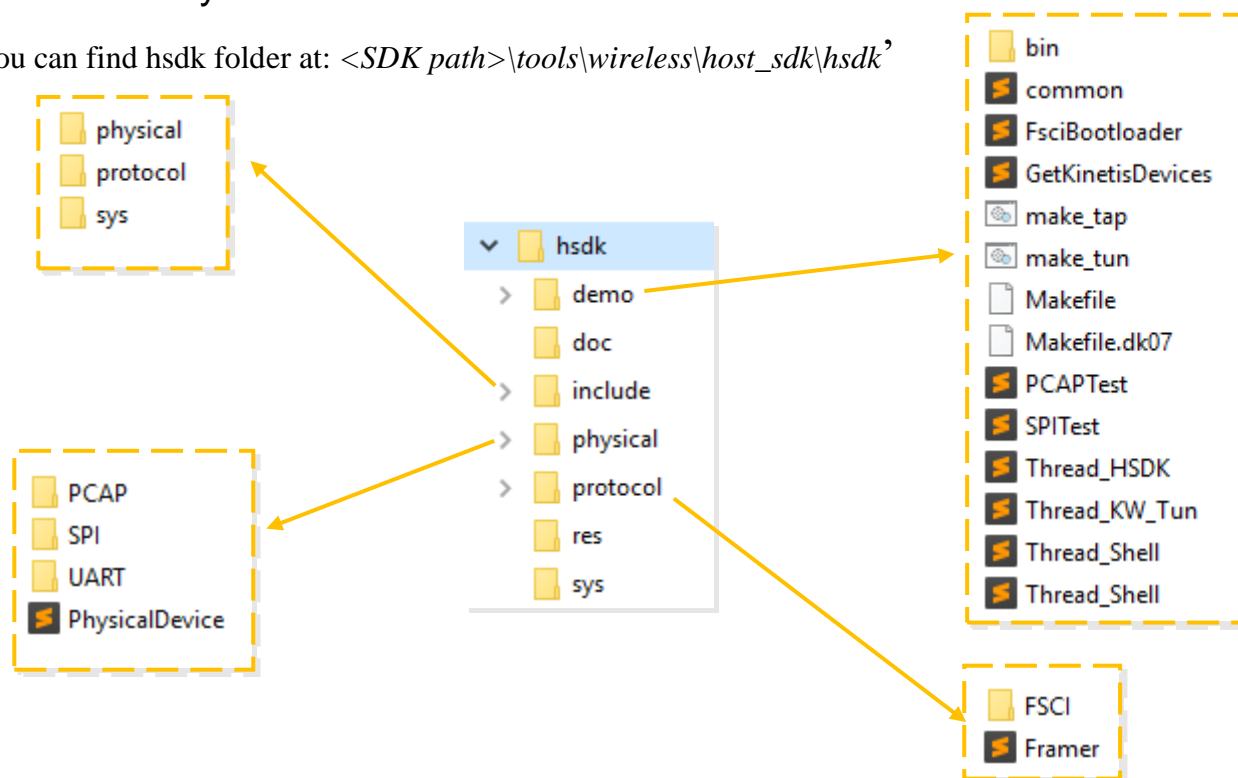 ou can find hsdk folder at: <SDK path>\tools\wireless\host_sdk\hsdk’
physical
protocol
sys
hsdk
demo
doc
include
physical
protocol
res
sys
bin
common
FsciBootloader
GetKinetisDevices
make_tap
make_tun
Makefile
Makefile.dk07
PCAPTest
SPITest
Thread_HSDK
Thread_KW_Tun
Thread_Shell
Thread_Shell
PCAP
SPI
UART
PhysicalDevice
FSCI
Framer